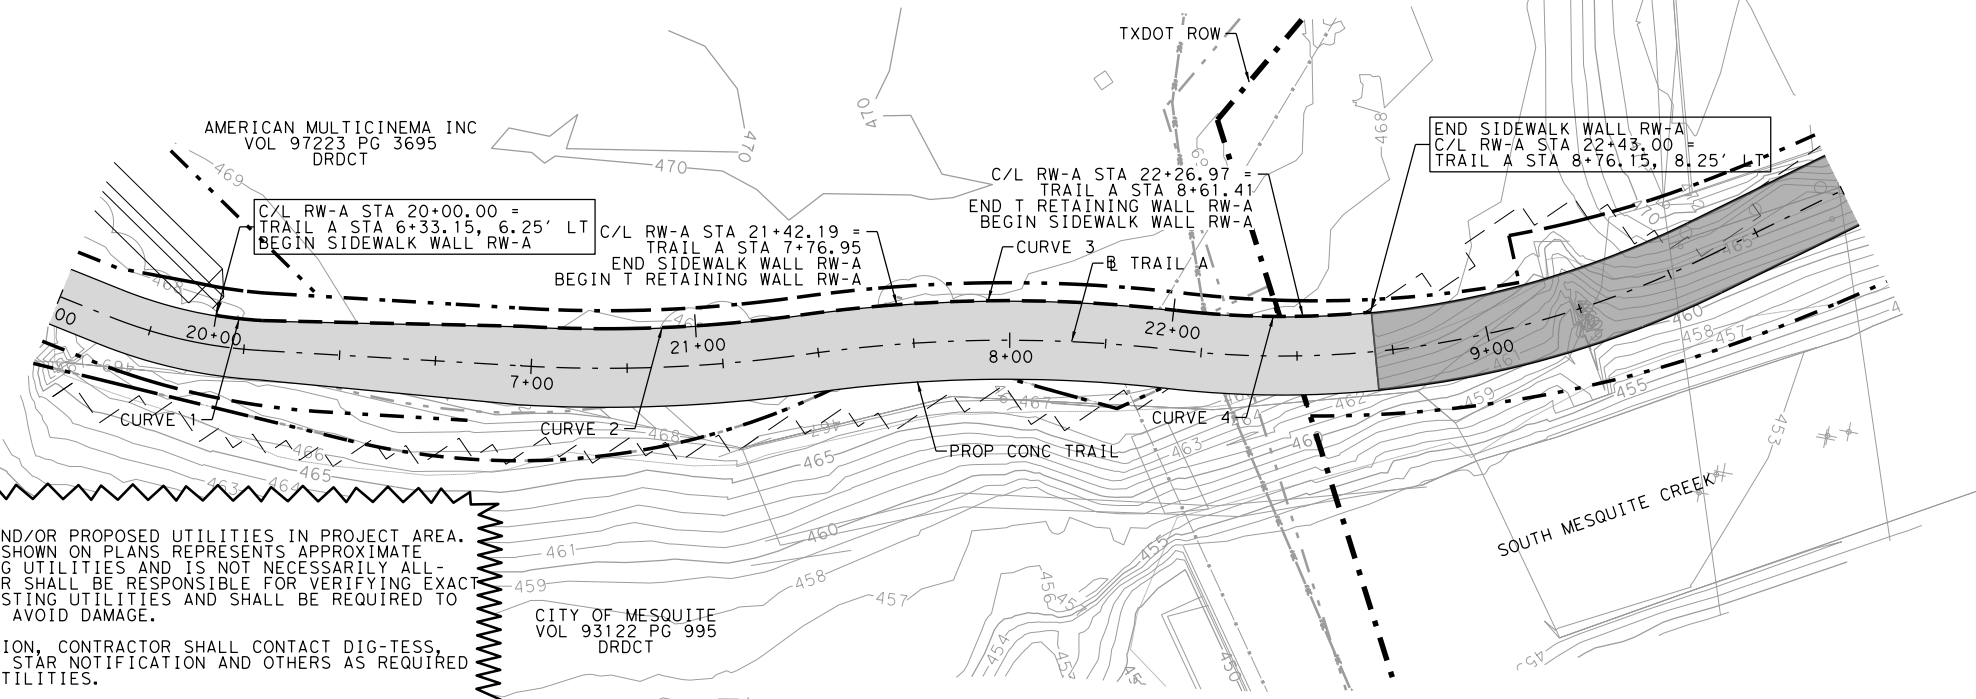 TXDOT ROW
AMERICAN MULTICINEMA INC
VOL 97223 PG 3695
DRDCT
469
470
470
470
468
END SIDEWALK WALL RW-A
C/L RW-A STA 22+43.00 =
TRAIL A STA 8+76.15, 8.25' LT
C/L RW-A STA 22+26.97 =
TRAIL A STA 8+61.41
END T RETAINING WALL RW-A
BEGIN SIDEWALK WALL RW-A
C/L RW-A STA 20+00.00 =
TRAIL A STA 6+33.15, 6.25' LT
BEGIN SIDEWALK WALL RW-A
C/L RW-A STA 21+42.19 =
TRAIL A STA 7+76.95
END SIDEWALK WALL RW-A
BEGIN T RETAINING WALL RW-A
CURVE 3
℄ TRAIL A
465
00
20+00
21+00
22+00
7+00
8+00
9+00
460
458
457
455
459
462
453
469
467
467
468
466
465
463
464
465
463
CURVE 1
CURVE 2
CURVE 4
PROP CONC TRAIL
460
461
459
458
457
455
456
454
450
SOUTH MESQUITE CREEK
ND/OR PROPOSED UTILITIES IN PROJECT AREA.
SHOWN ON PLANS REPRESENTS APPROXIMATE
G UTILITIES AND IS NOT NECESSARILY ALL-
R SHALL BE RESPONSIBLE FOR VERIFYING EXACT
STING UTILITIES AND SHALL BE REQUIRED TO
AVOID DAMAGE.
ION, CONTRACTOR SHALL CONTACT DIG-TESS,
STAR NOTIFICATION AND OTHERS AS REQUIRED
TILITIES.
CITY OF MESQUITE
VOL 93122 PG 995
DRDCT